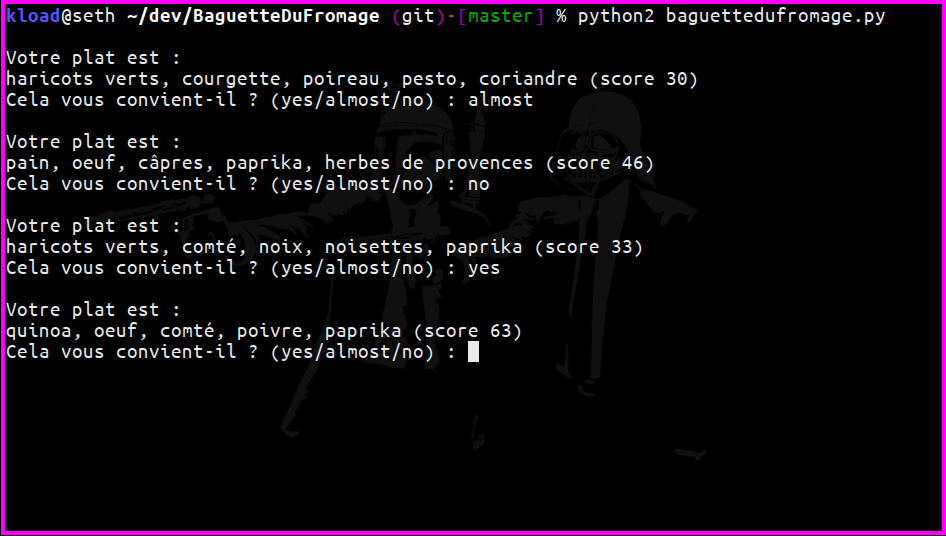 kload@seth ~/dev/BaguetteDuFromage (git)-[master] % python2 baguettedufromage.py
Votre plat est :
haricots verts, courgette, poireau, pesto, coriandre (score 30)
Cela vous convient-il ? (yes/almost/no) : almost
Votre plat est :
pain, oeuf, câpres, paprika, herbes de provences (score 46)
Cela vous convient-il ? (yes/almost/no) : no
Votre plat est :
haricots verts, comté, noix, noisettes, paprika (score 33)
Cela vous convient-il ? (yes/almost/no) : yes
Votre plat est :
quinoa, oeuf, comté, poivre, paprika (score 63)
Cela vous convient-il ? (yes/almost/no) :